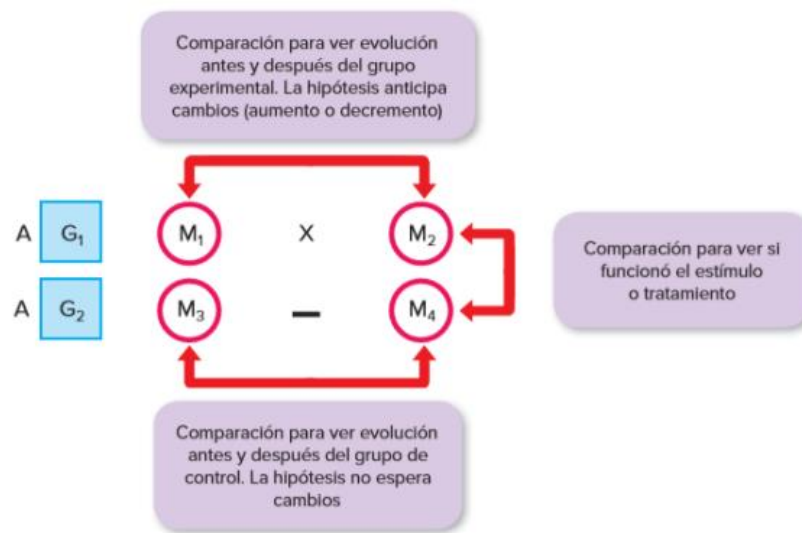 Comparación para ver evolución
antes y después del grupo
experimental. La hipótesis anticipa
cambios (aumento o decremento)
A G₁ M₁ X M₂
Comparación para ver si
funcionó el estímulo
o tratamiento
A G₂ M₃ — M₄
Comparación para ver evolución
antes y después del grupo de
control. La hipótesis no espera
cambios